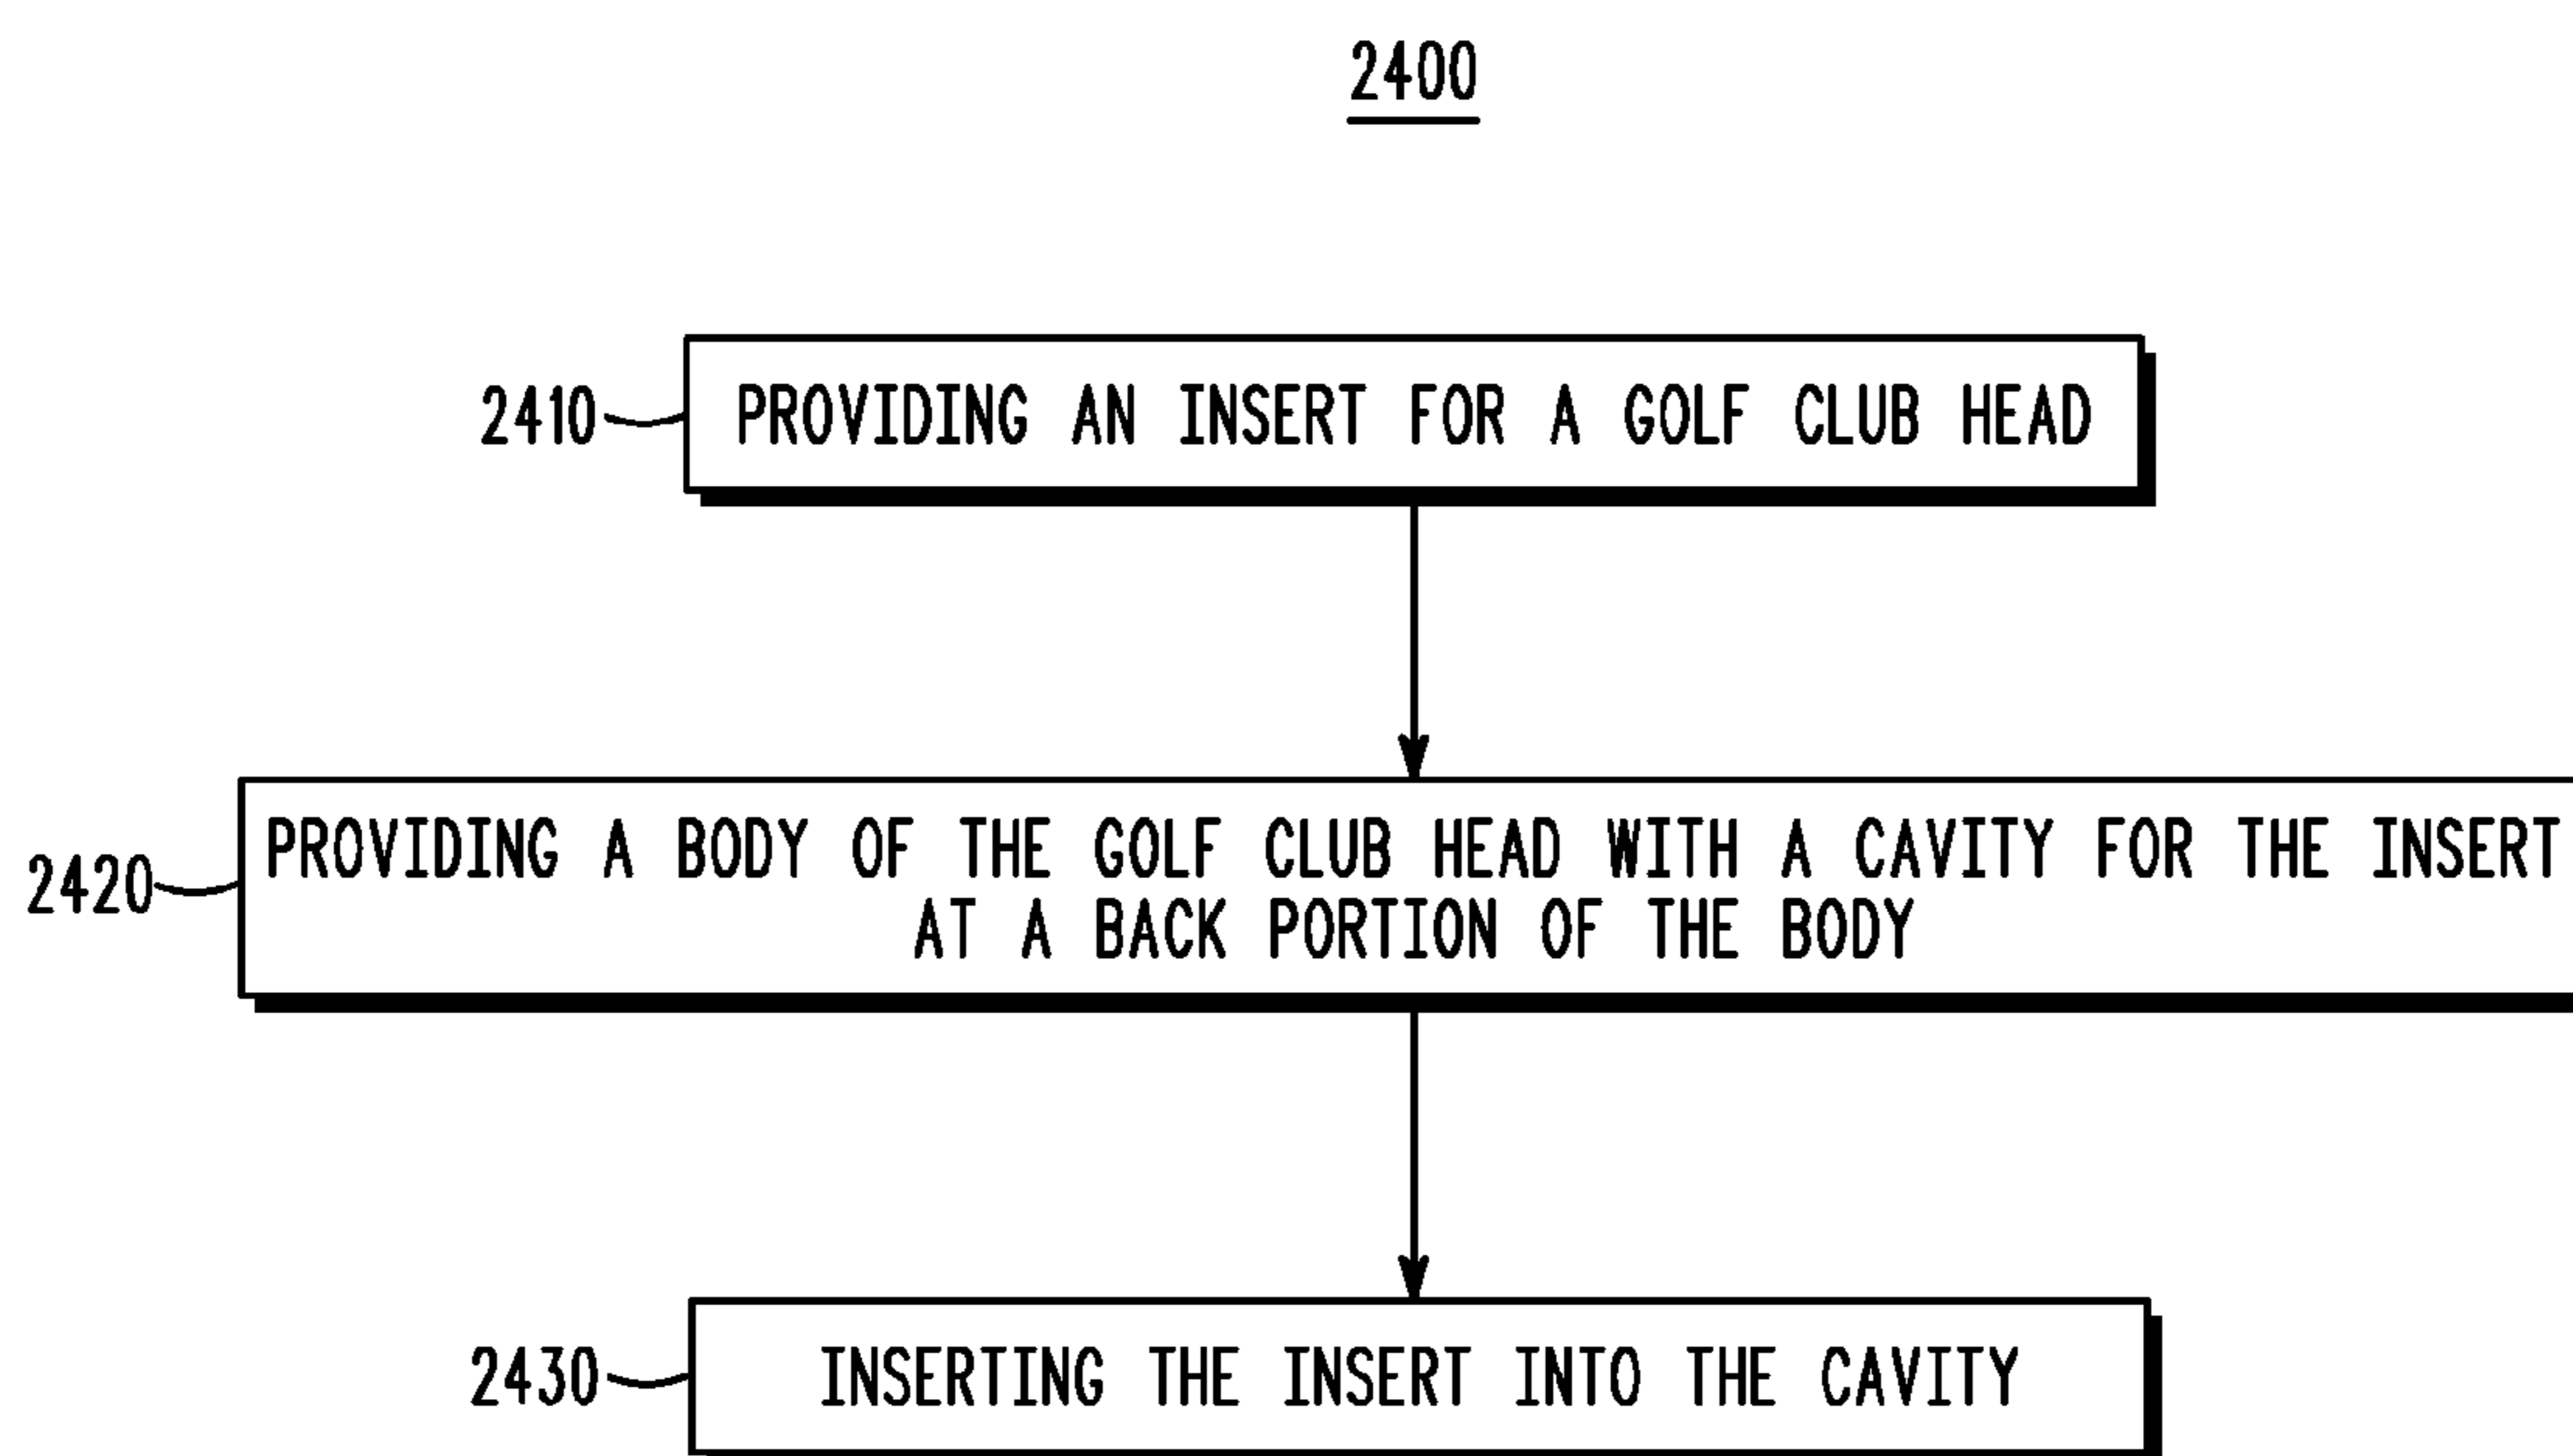 2400
2410 PROVIDING AN INSERT FOR A GOLF CLUB HEAD
2420 PROVIDING A BODY OF THE GOLF CLUB HEAD WITH A CAVITY FOR THE INSERT
AT A BACK PORTION OF THE BODY
2430 INSERTING THE INSERT INTO THE CAVITY